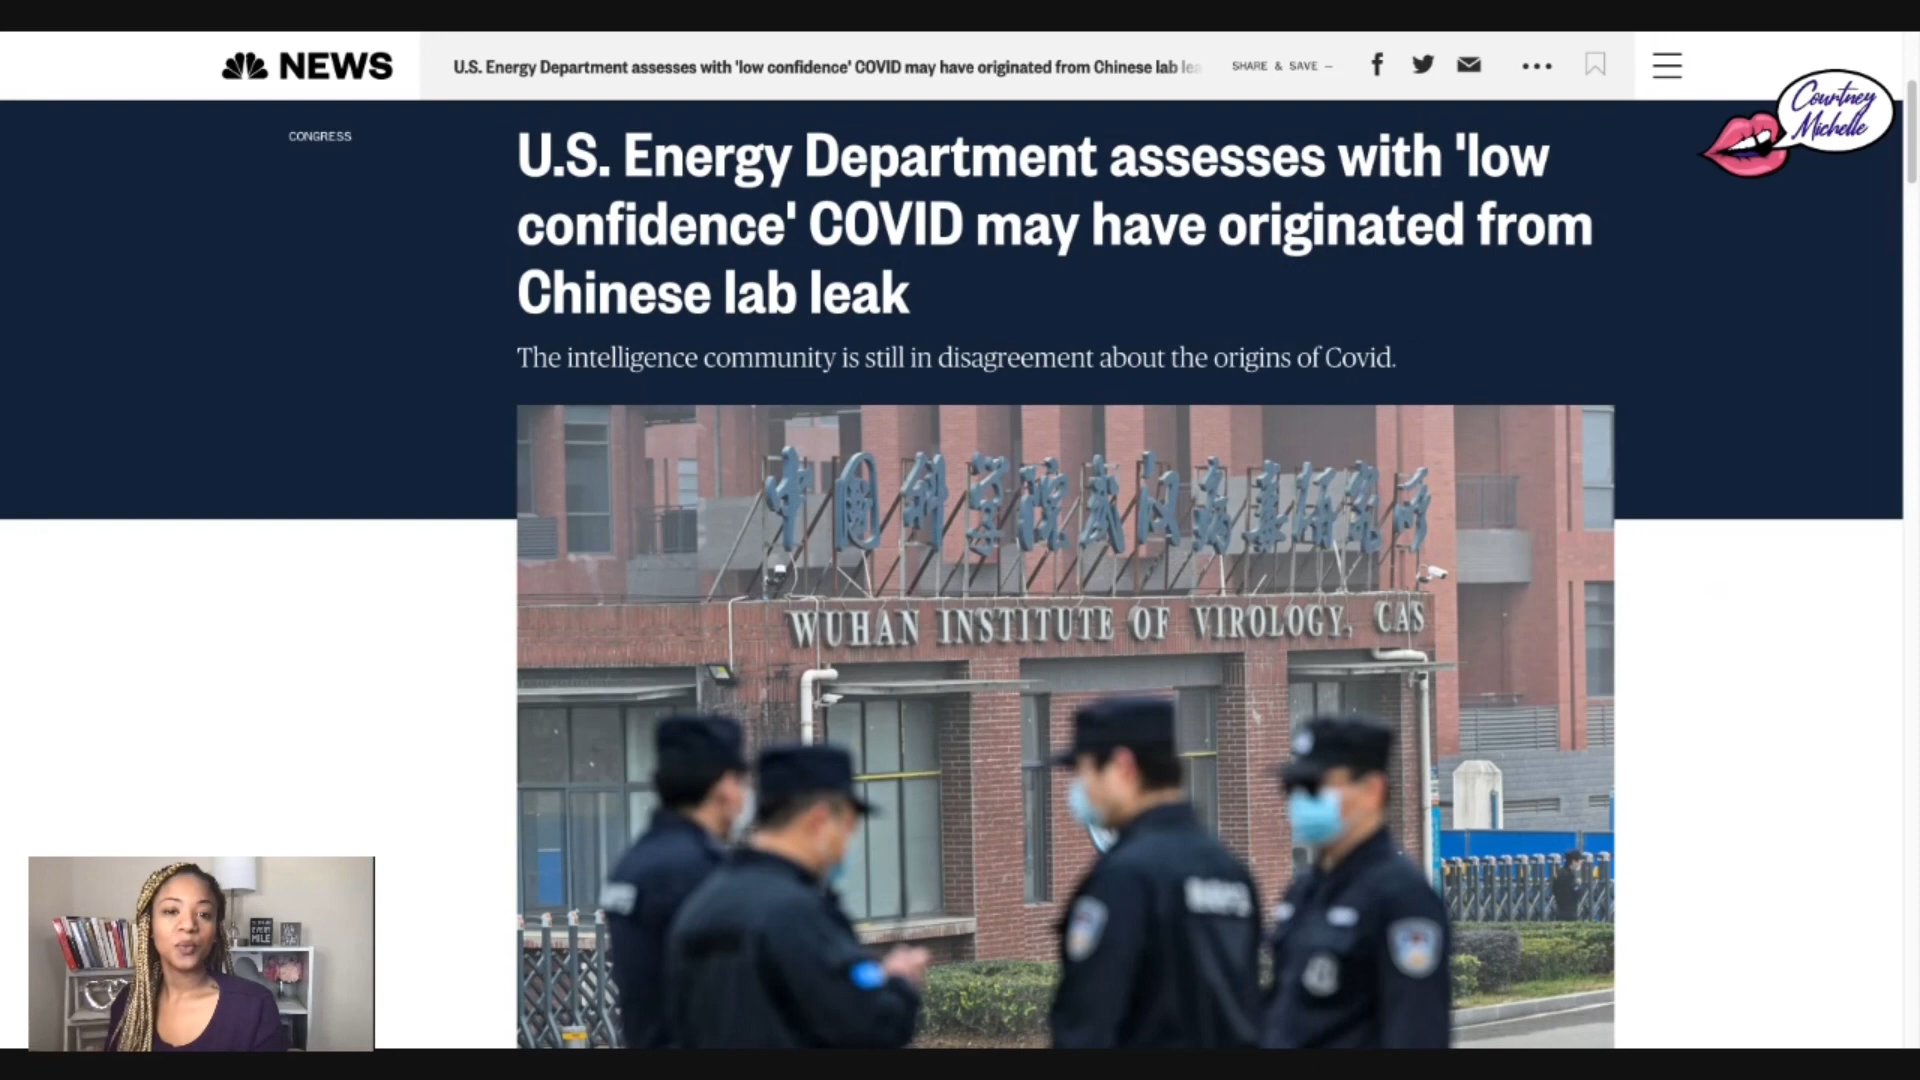 NEWS
U.S. Energy Department assesses with 'low confidence' COVID may have originated from Chinese lab lea
SHARE & SAVE –
Courtney
Michelle
CONGRESS
U.S. Energy Department assesses with 'low
confidence' COVID may have originated from
Chinese lab leak
The intelligence community is still in disagreement about the origins of Covid.
中国科学院武汉病毒研究所
WUHAN INSTITUTE OF VIROLOGY, CAS